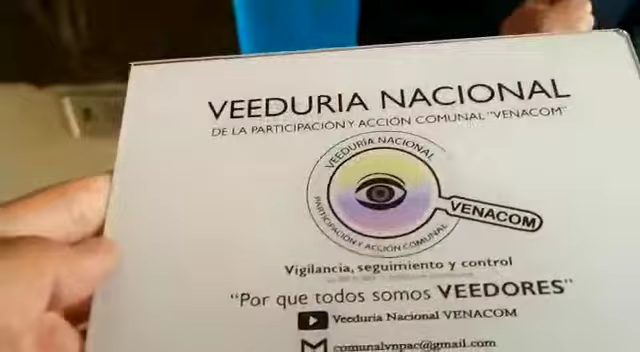 VEEDURIA NACIONAL
DE LA PARTICIPACIÓN Y ACCIÓN COMUNAL "VENACOM"
VEEDURÍA NACIONAL
PARTICIPACIÓN Y ACCIÓN COMUNAL
VENACOM
Vigilancia, seguimiento y control
"Por que todos somos VEEDORES"
Veeduria Nacional VENACOM
comunalvnpac@gmail.com